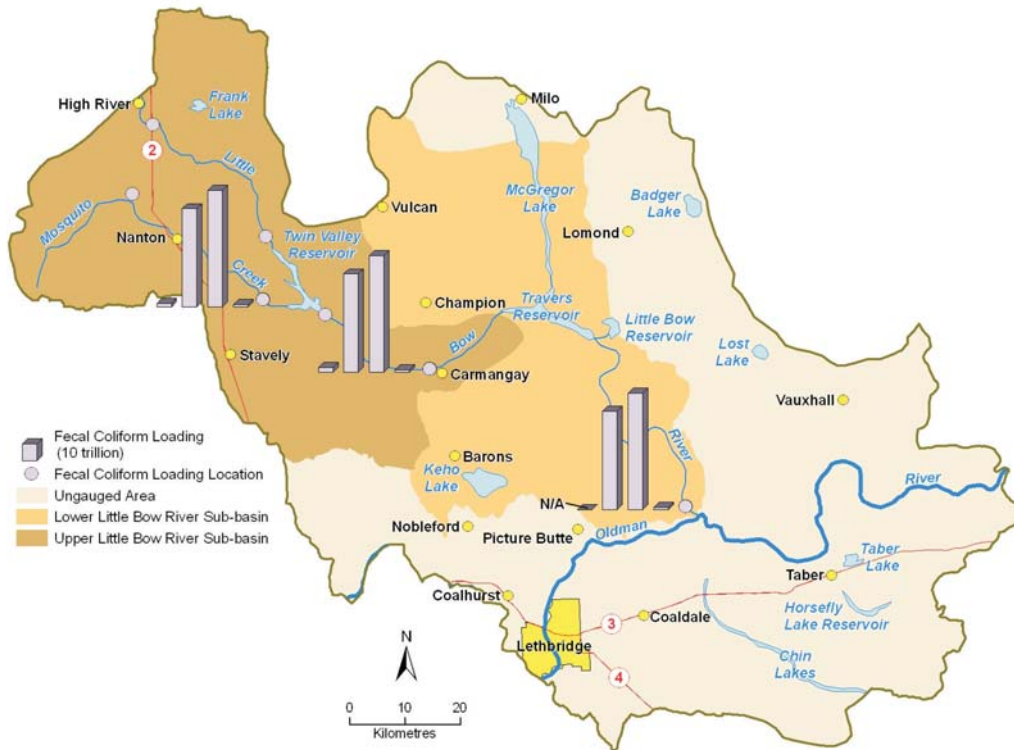 High River
Frank
Lake
Milo
2
Little
Mosquito
McGregor
Lake
Badger
Lake
Vulcan
Nanton
Lomond
Twin Valley
Reservoir
Creek
Champion
Travers
Reservoir
Little Bow
Reservoir
Bow
Stavely
Lost
Lake
Carmangay
Vauxhall
Fecal Coliform Loading
(10 trillion)
Fecal Coliform Loading Location
Ungauged Area
Lower Little Bow River Sub-basin
Upper Little Bow River Sub-basin
River
Barons
Keho
Lake
River
N/A
Nobleford
Oldman
Picture Butte
Taber
Lake
Taber
Coalhurst
Horsefly
Lake Reservoir
Coaldale
3
N
Lethbridge
Chin
Lakes
4
0 10 20
Kilometres